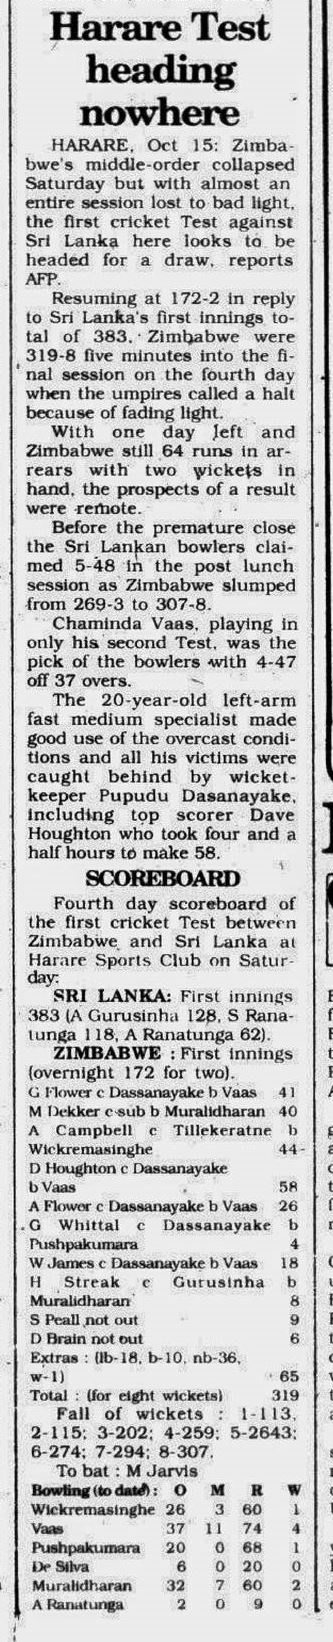 Harare Test
heading
nowhere
HARARE, Oct 15: Zimba-
bwe's middle-order collapsed
Saturday but with almost an
entire session lost to bad light,
the first cricket Test against
Sri Lanka here looks to be
headed for a draw, reports
AFP.
Resuming at 172-2 in reply
to Sri Lanka's first innings to-
tal of 383, Zimbabwe were
319-8 five minutes into the fi-
nal session on the fourth day
when the umpires called a halt
because of fading light.
With one day left and
Zimbabwe still 64 runs in ar-
rears with two wickets in
hand, the prospects of a result
were remote.
Before the premature close
the Sri Lankan bowlers clai-
med 5-48 in the post lunch
session as Zimbabwe slumped
from 269-3 to 307-8.
Chaminda Vaas, playing in
only his second Test, was the
pick of the bowlers with 4-47
off 37 overs.
The 20-year-old left-arm
fast medium specialist made
good use of the overcast condi-
tions and all his victims were
caught behind by wicket-
keeper Pupudu Dasanayake,
including top scorer Dave
Houghton who took four and a
half hours to make 58.
SCOREBOARD
Fourth day scoreboard of
the first cricket Test between
Zimbabwe and Sri Lanka at
Harare Sports Club on Satur-
day:
SRI LANKA: First innings
383 (A Gurusinha 128, S Rana-
tunga 118, A Ranatunga 62).
ZIMBABWE : First innings
(overnight 172 for two).
G Flower c Dassanayake b Vaas 41
M Dekker c sub b Muralidharan 40
A Campbell c Tillekeratne b
Wickremasinghe 44
D Houghton c Dassanayake
b Vaas 58
A Flower c Dassanayake b Vaas 26
G Whittal c Dassanayake b
Pushpakumara 4
W James c Dassanayake b Vaas 18
H Streak c Gurusinha b
Muralidharan 8
S Peall not out 9
D Brain not out 6
Extras : (lb-18, b-10, nb-36,
w-1) 65
Total : (for eight wickets) 319
Fall of wickets : 1-113,
2-115; 3-202; 4-259; 5-2643;
6-274; 7-294; 8-307.
To bat : M Jarvis
Bowling (to date) : O M R W
Wickremasinghe 26 3 60 1
Vaas 37 11 74 4
Pushpakumara 20 0 68 1
De Silva 6 0 20 0
Muralidharan 32 7 60 2
A Ranatunga 2 0 9 0